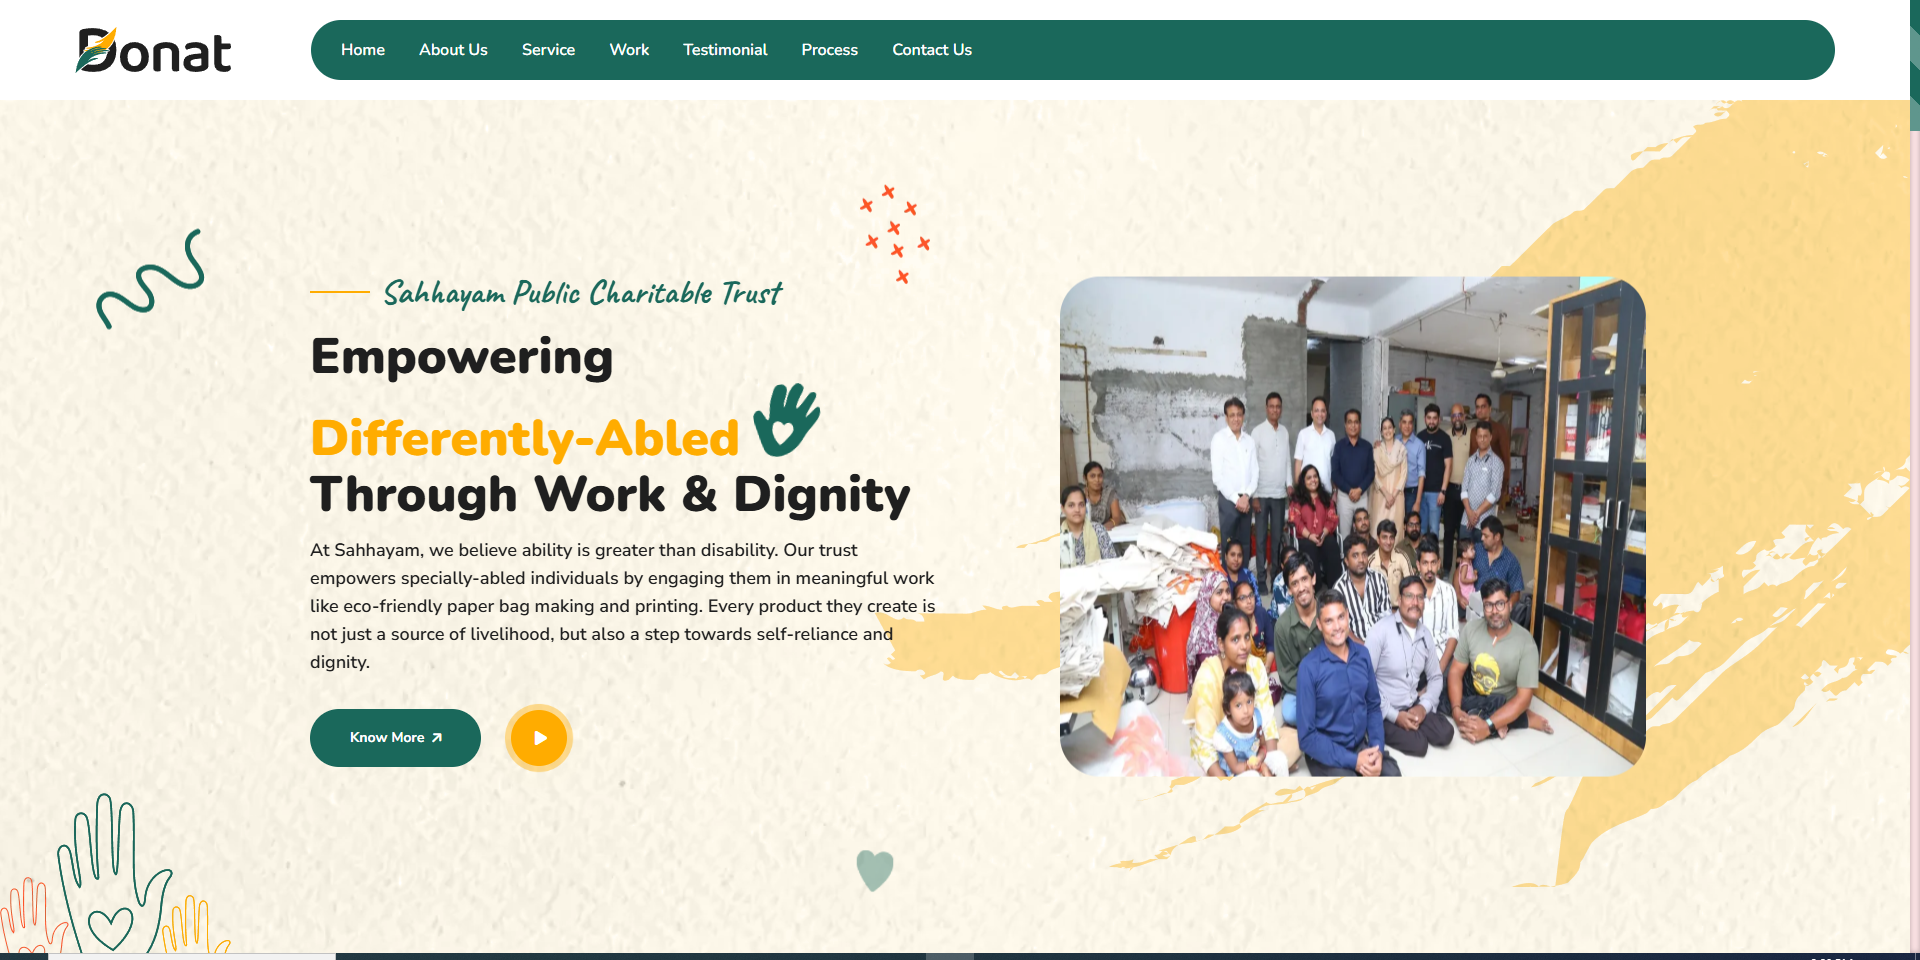 Donat
Home About Us Service Work Testimonial Process Contact Us
Sahhayam Public Charitable Trust
Empowering
Differently-Abled
Through Work & Dignity
At Sahhayam, we believe ability is greater than disability. Our trust
empowers specially-abled individuals by engaging them in meaningful work
like eco-friendly paper bag making and printing. Every product they create is
not just a source of livelihood, but also a step towards self-reliance and
dignity.
Know More